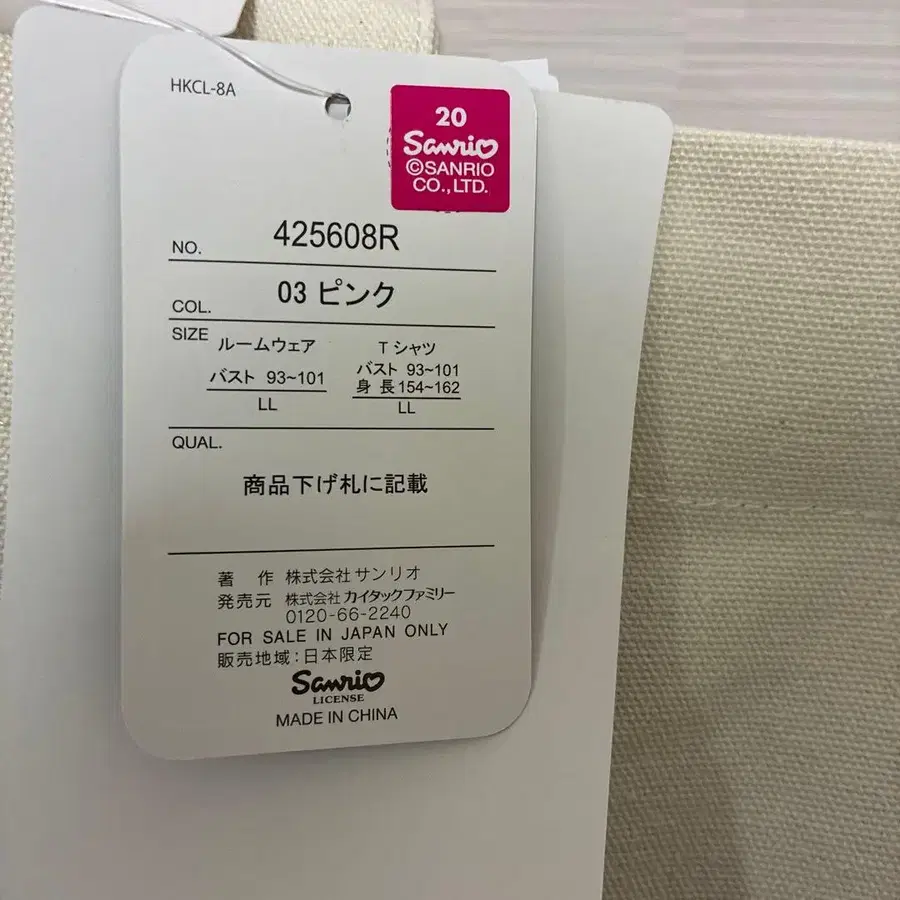 HKCL-8A
20
Sanrio
©SANRIO
CO.,LTD.
NO. 425608R
COL. 03 ピンク
SIZE ルームウェア Tシャツ
バスト 93~101 バスト 93~101
身長154~162
LL LL
QUAL.
商品下げ札に記載
著 作 株式会社 サンリオ
発売元 株式会社 カイタックファミリー
0120-66-2240
FOR SALE IN JAPAN ONLY
販売地域:日本限定
Sanrio
LICENSE
MADE IN CHINA